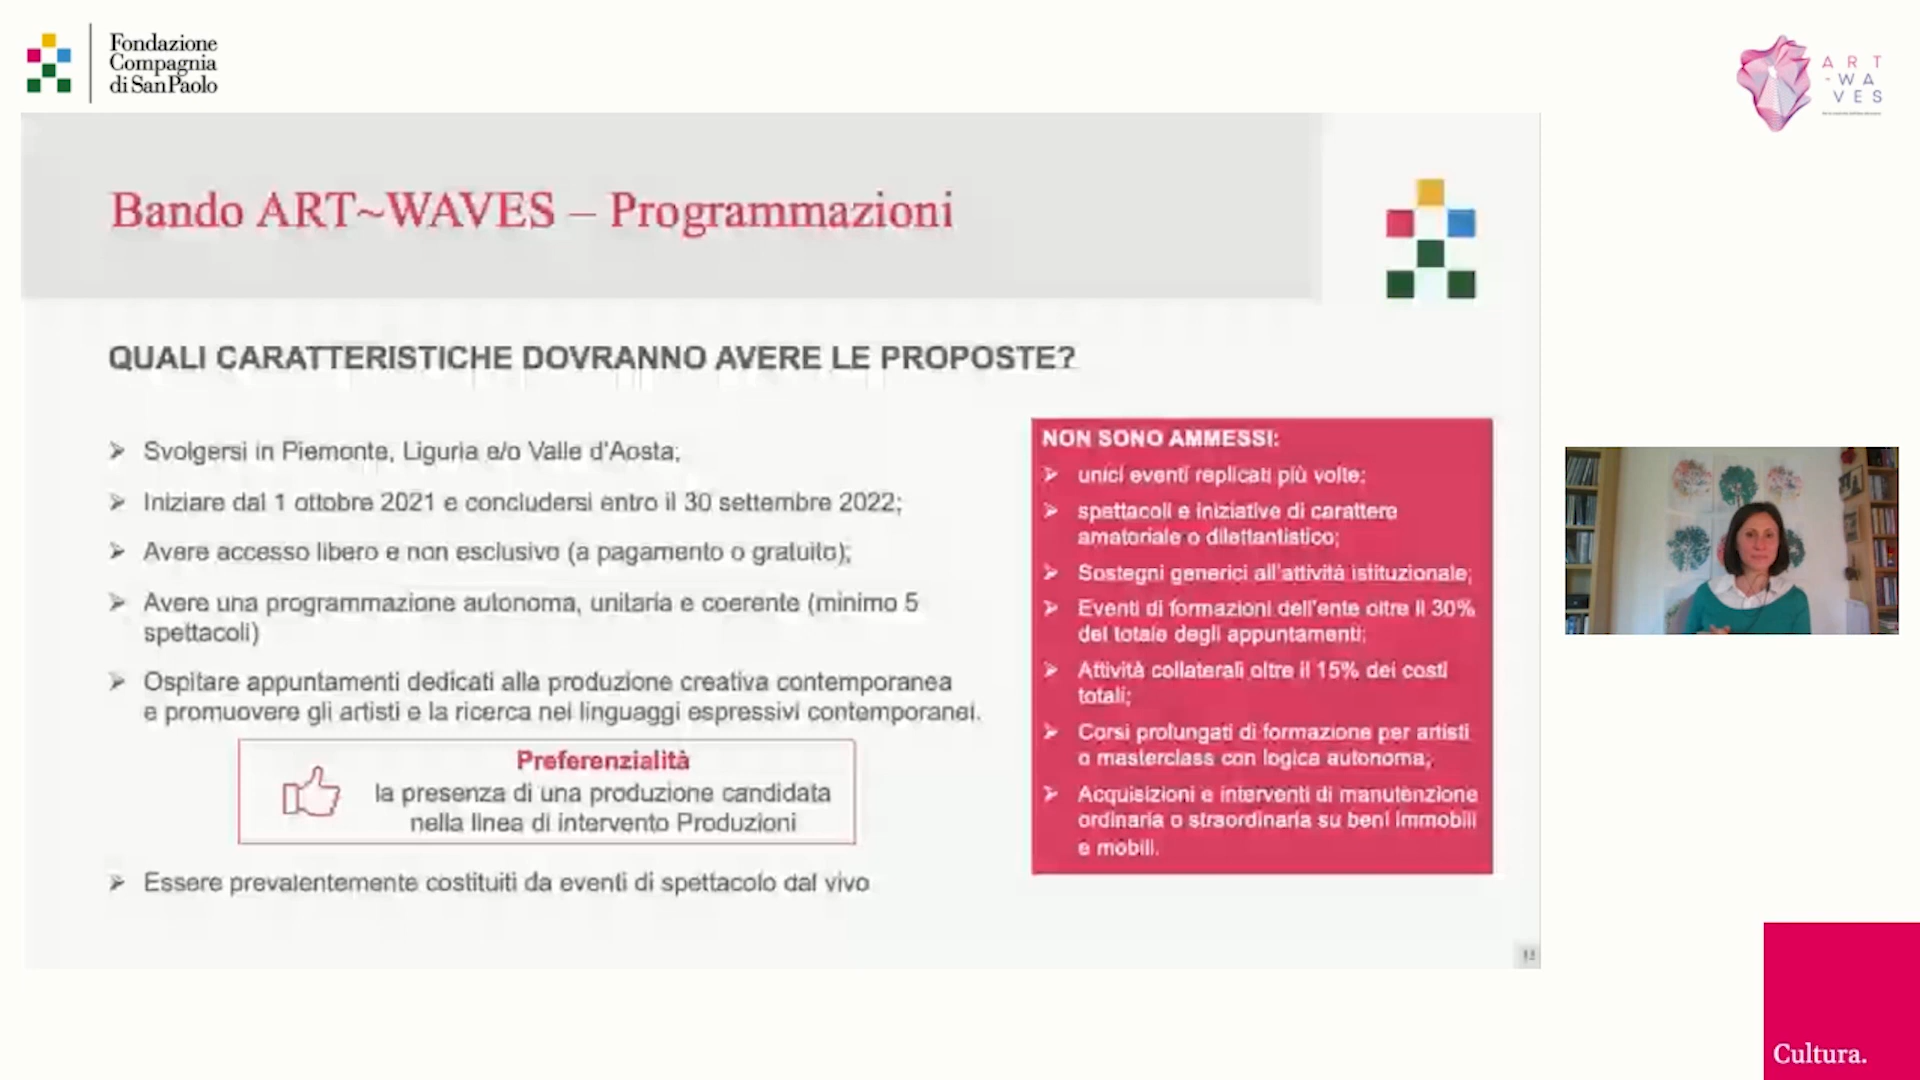 Fondazione
Compagnia
di San Paolo
ART
-WA
VES
Bando ART~WAVES – Programmazioni
QUALI CARATTERISTICHE DOVRANNO AVERE LE PROPOSTE?
➢ Svolgersi in Piemonte, Liguria e/o Valle d'Aosta;
➢ Iniziare dal 1 ottobre 2021 e concludersi entro il 30 settembre 2022;
➢ Avere accesso libero e non esclusivo (a pagamento o gratuito);
➢ Avere una programmazione autonoma, unitaria e coerente (minimo 5
spettacoli)
➢ Ospitare appuntamenti dedicati alla produzione creativa contemporanea
e promuovere gli artisti e la ricerca nei linguaggi espressivi contemporanei.
Preferenzialità
la presenza di una produzione candidata
nella linea di intervento Produzioni
➢ Essere prevalentemente costituiti da eventi di spettacolo dal vivo
NON SONO AMMESSI:
➢ unici eventi replicati più volte;
➢ spettacoli e iniziative di carattere
amatoriale o dilettantistico;
➢ Sostegni generici all'attività istituzionale;
➢ Eventi di formazioni dell'ente oltre il 30%
del totale degli appuntamenti;
➢ Attività collaterali oltre il 15% dei costi
totali;
➢ Corsi prolungati di formazione per artisti
o masterclass con logica autonoma;
➢ Acquisizioni e interventi di manutenzione
ordinaria o straordinaria su beni immobili
e mobili.
Cultura.